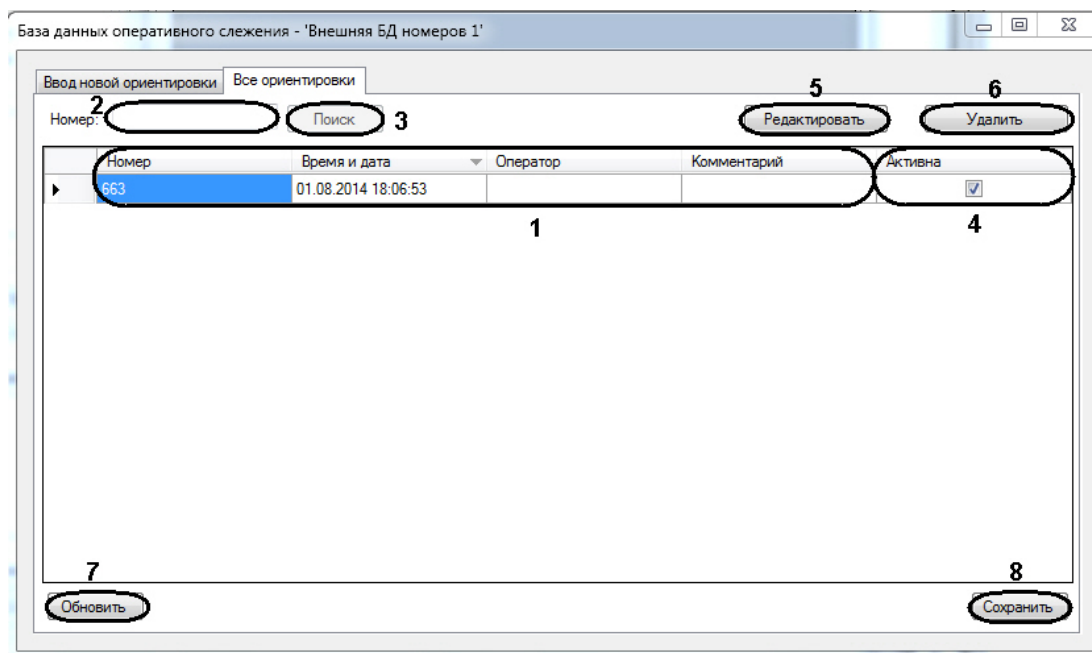 База данных оперативного слежения - 'Внешняя БД номеров 1'
Ввод новой ориентировки Все ориентировки
2 5 6
Номер: Поиск 3 Редактировать Удалить
Номер Время и дата Оператор Комментарий Активна
663 01.08.2014 18:06:53
1 4
7 8
Обновить Сохранить